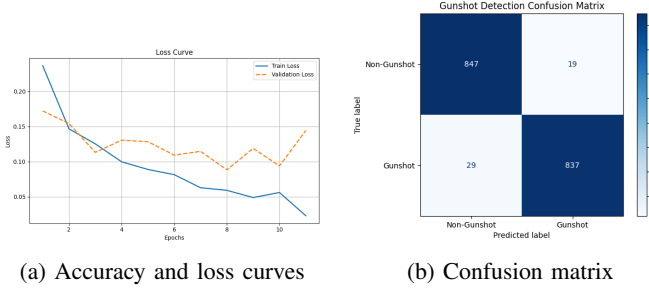 Loss Curve
Train Loss
Validation Loss
0.20
0.15
0.10
0.05
Loss
2
4
6
8
10
Epochs
(a) Accuracy and loss curves
Gunshot Detection Confusion Matrix
Non-Gunshot
847
19
True label
Gunshot
29
837
Non-Gunshot
Gunshot
Predicted label
(b) Confusion matrix